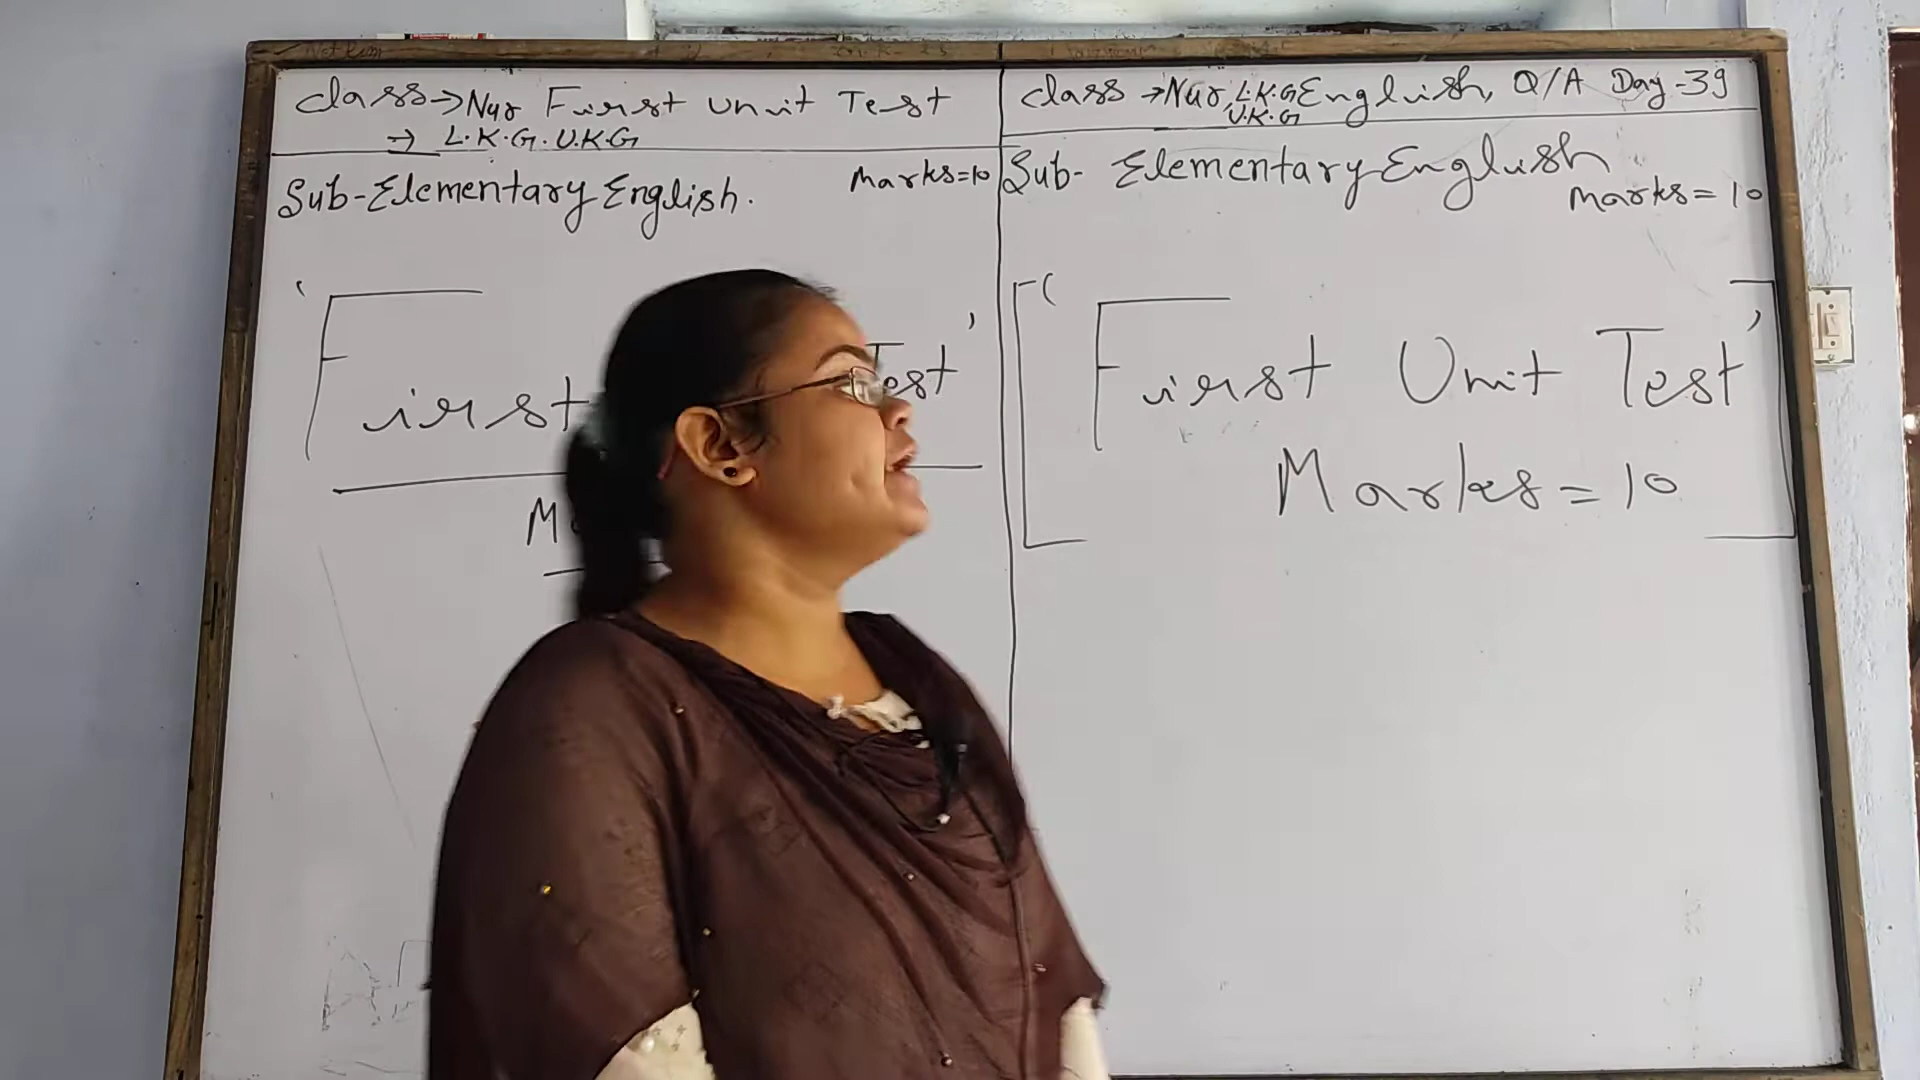 Class→Nur First Unit Test
→ L.K.G. U.K.G
Marks=10
Sub-Elementary English.
'First Test'
Class →Nur, L.K.G English, Q/A Day-39
U.K.G
Sub- Elementary English
Marks=10
'First Unit Test'
Marks=10